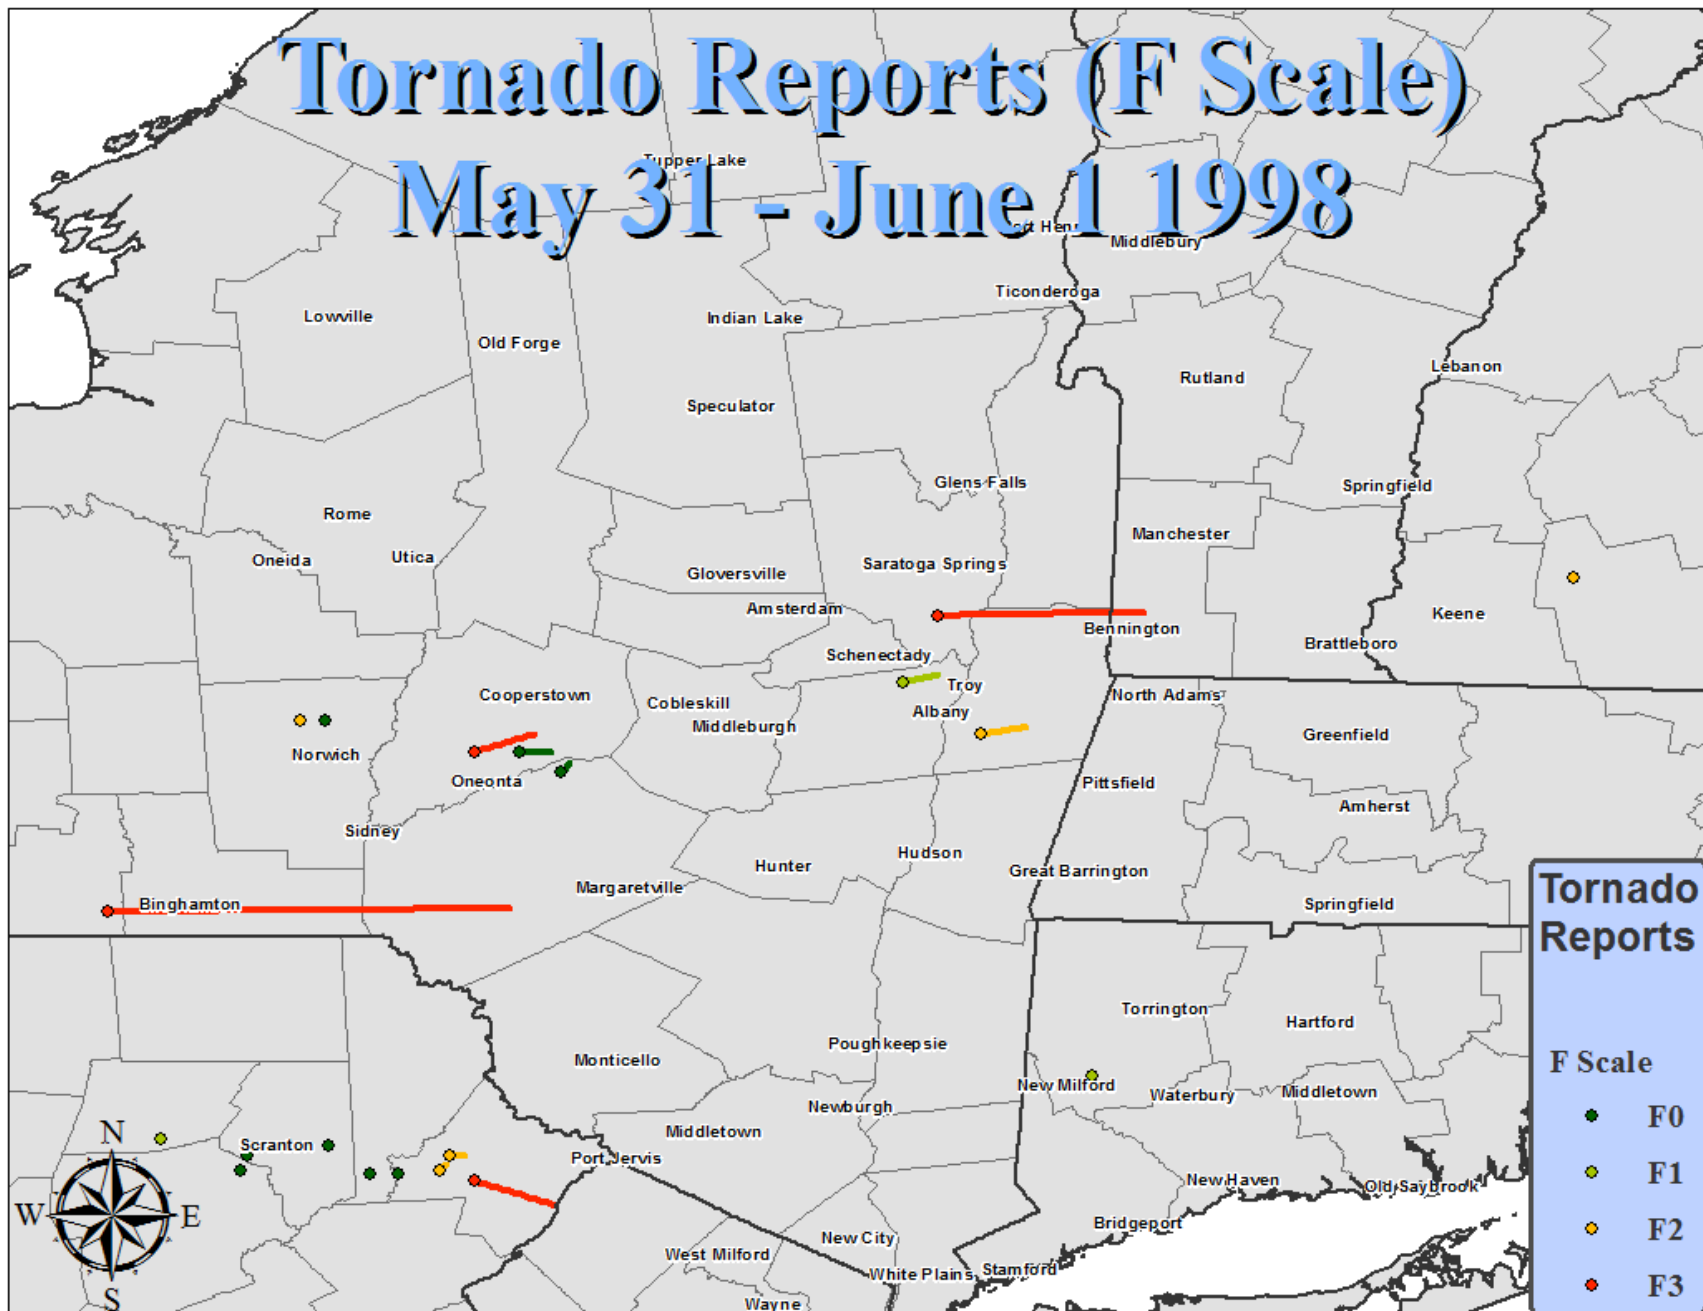 Tornado Reports (F Scale)
May 31 - June 1 1998
Tupper Lake
Middlebury
Ticonderoga
Lowville
Indian Lake
Old Forge
Lebanon
Rutland
Speculator
Glens Falls
Springfield
Rome
Manchester
Oneida
Utica
Saratoga Springs
Gloversville
Amsterdam
Keene
Bennington
Brattleboro
Schenectady
Troy
Cooperstown
North Adams
Cobleskill
Albany
Middleburgh
Greenfield
Norwich
Oneonta
Pittsfield
Amherst
Sidney
Hudson
Hunter
Great Barrington
Margaretville
Binghamton
Springfield
Torrington
Hartford
Poughkeepsie
Monticello
New Milford
Waterbury
Middletown
Newburgh
Middletown
Scranton
Port Jervis
New Haven
Old Saybrook
Bridgeport
New City
West Milford
White Plains
Stamford
Wayne
N
W
E
S
Tornado
Reports
F Scale
F0
F1
F2
F3